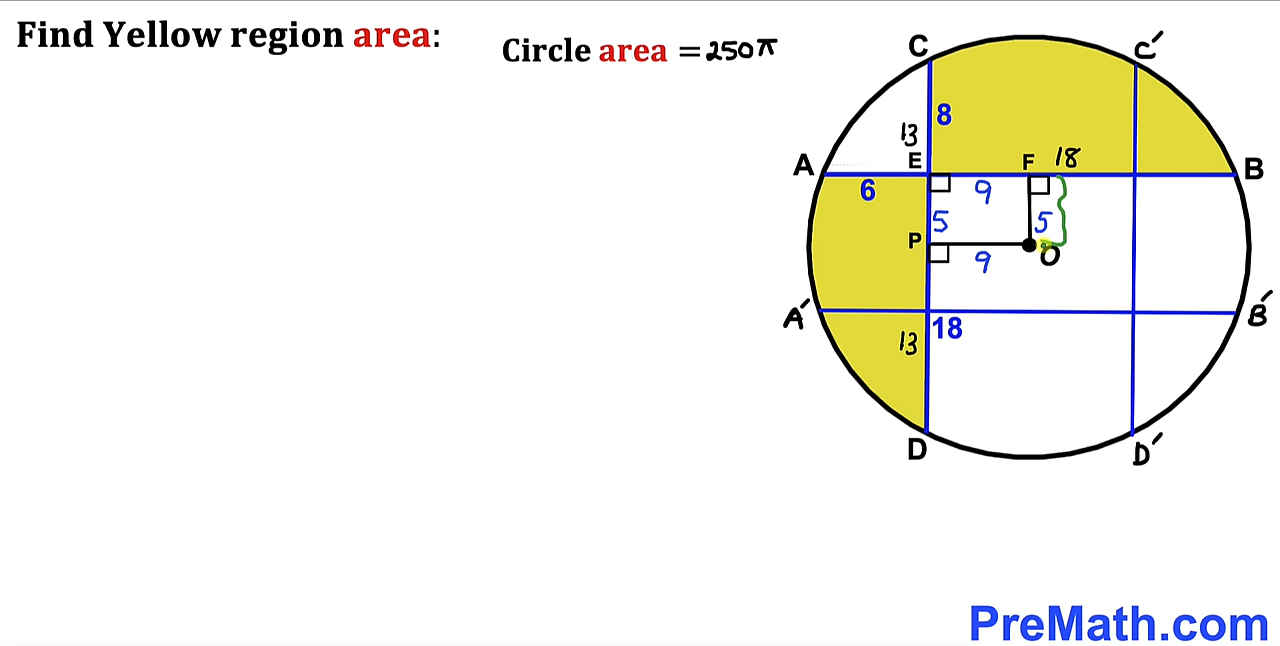 Find Yellow region area:
Circle area = 250π
C
C′
8
13
A
E
F
18
B
6
9
5
5
P
9
O
A′
B′
18
13
D
D′
PreMath.com